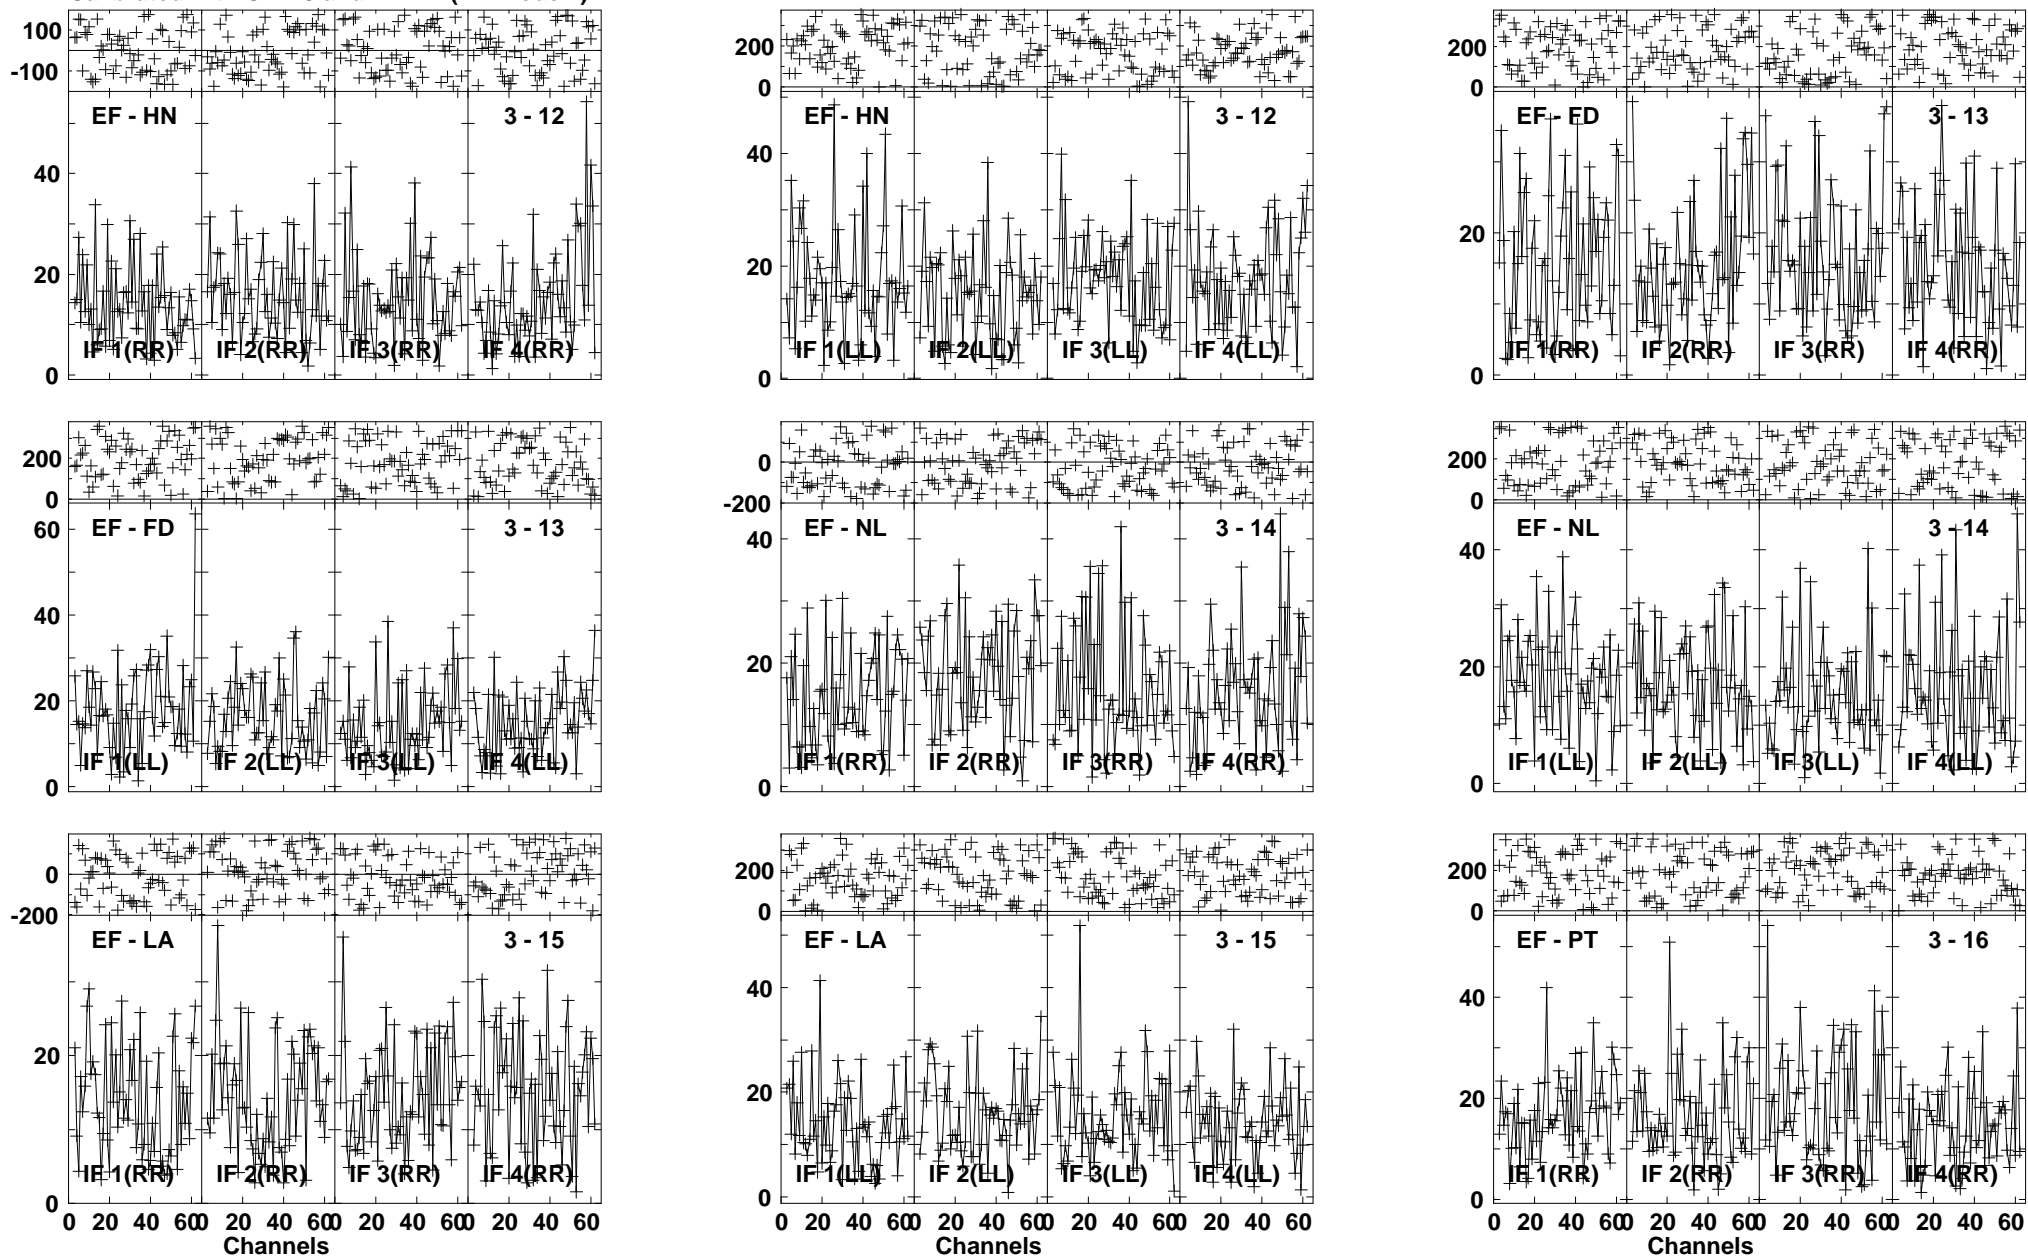 100
-100
EF - HN 3 - 12
40
20
0
IF 1(RR) IF 2(RR) IF 3(RR) IF 4(RR)
200
0
EF - HN 3 - 12
40
20
0
IF 1(LL) IF 2(LL) IF 3(LL) IF 4(LL)
200
0
EF - FD 3 - 13
20
0
IF 1(RR) IF 2(RR) IF 3(RR) IF 4(RR)
200
0
EF - FD 3 - 13
60
40
20
0
IF 1(LL) IF 2(LL) IF 3(LL) IF 4(LL)
0
-200
EF - NL 3 - 14
40
20
0
IF 1(RR) IF 2(RR) IF 3(RR) IF 4(RR)
200
0
EF - NL 3 - 14
40
20
0
IF 1(LL) IF 2(LL) IF 3(LL) IF 4(LL)
0
-200
EF - LA 3 - 15
20
0
IF 1(RR) IF 2(RR) IF 3(RR) IF 4(RR)
0 20 40 60 0 20 40 60 0 20 40 60 0 20 40 60
Channels
200
0
EF - LA 3 - 15
40
20
0
IF 1(LL) IF 2(LL) IF 3(LL) IF 4(LL)
0 20 40 60 0 20 40 60 0 20 40 60 0 20 40 60
Channels
200
0
EF - PT 3 - 16
40
20
0
IF 1(RR) IF 2(RR) IF 3(RR) IF 4(RR)
0 20 40 60 0 20 40 60 0 20 40 60 0 20 40 60
Channels